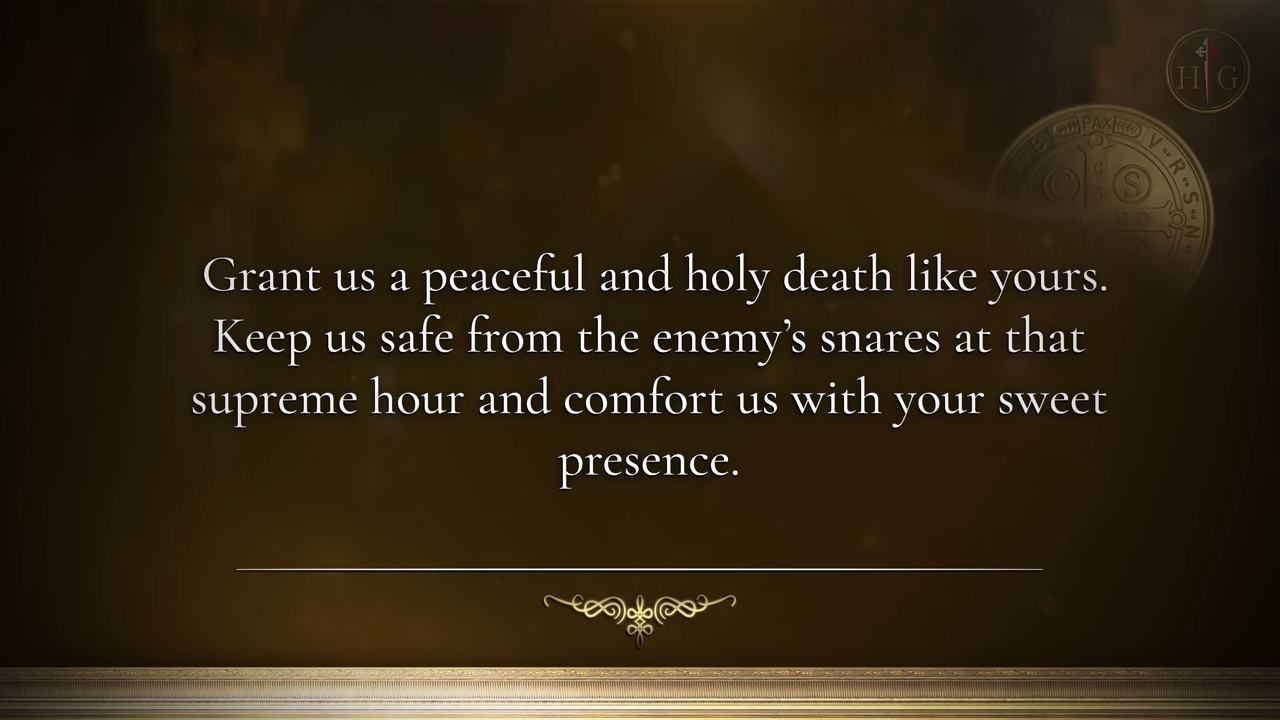 H G
PAX
B
V R S N S
C S
Grant us a peaceful and holy death like yours.
Keep us safe from the enemy’s snares at that
supreme hour and comfort us with your sweet
presence.